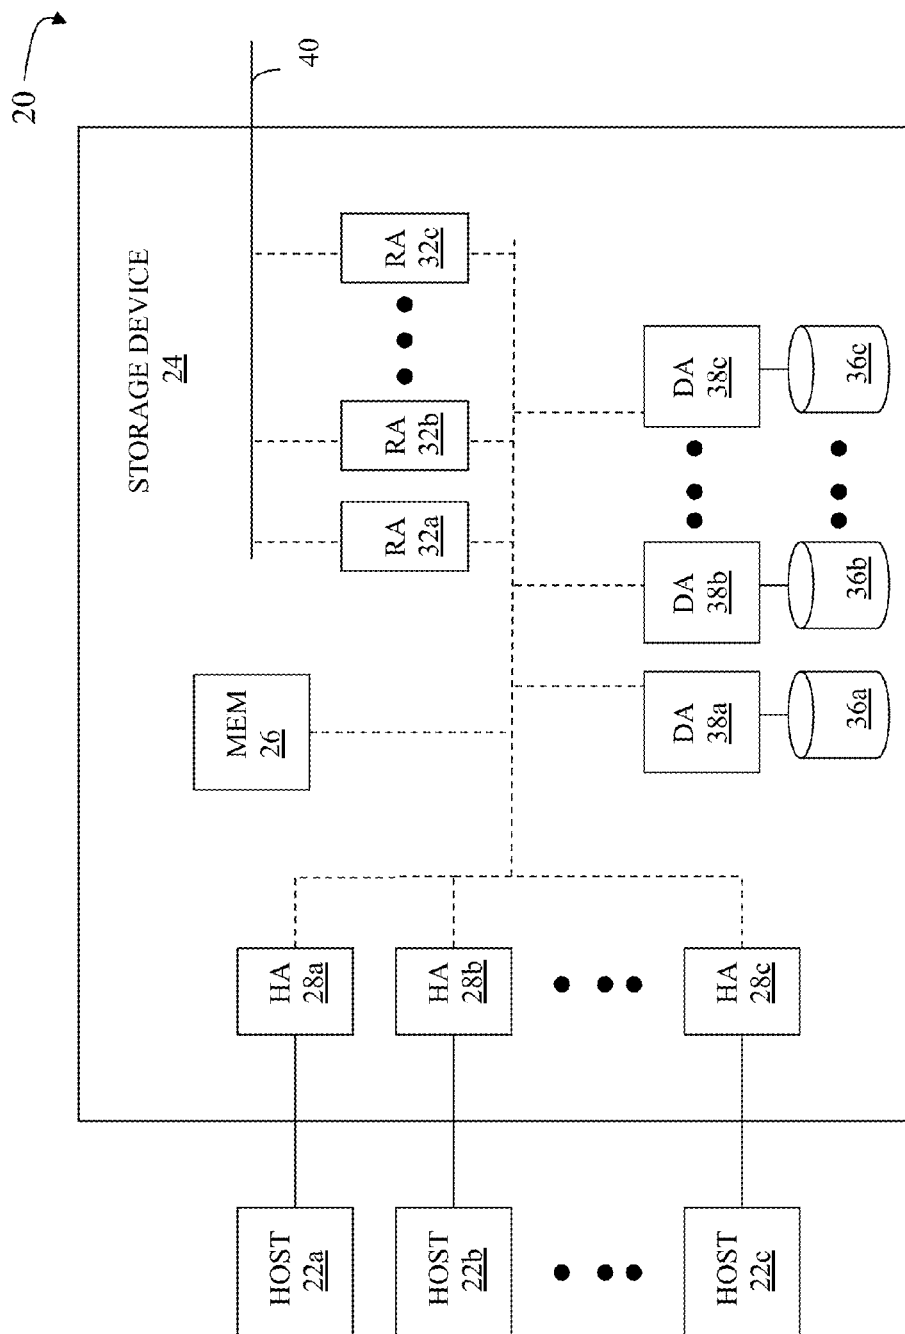 20
STORAGE DEVICE
24
40
HOST
22a
HA
28a
MEM
26
RA
32a
RA
32b
RA
32c
HOST
22b
HA
28b
HOST
22c
HA
28c
DA
38a
DA
38b
DA
38c
36a
36b
36c